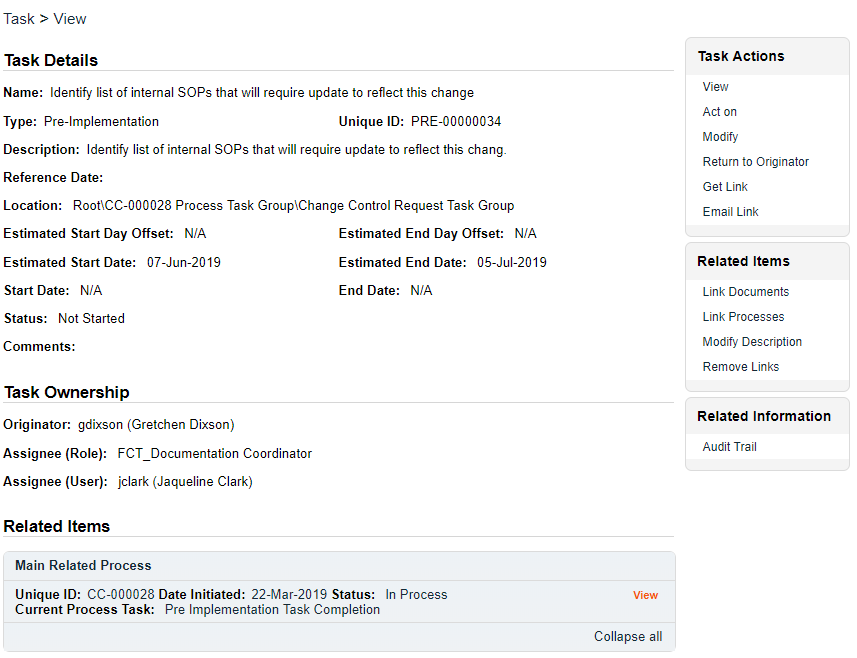 Task > View
Task Details
Name: Identify list of internal SOPs that will require update to reflect this change
Type: Pre-Implementation Unique ID: PRE-00000034
Description: Identify list of internal SOPs that will require update to reflect this chang.
Reference Date:
Location: Root\CC-000028 Process Task Group\Change Control Request Task Group
Estimated Start Day Offset: N/A Estimated End Day Offset: N/A
Estimated Start Date: 07-Jun-2019 Estimated End Date: 05-Jul-2019
Start Date: N/A End Date: N/A
Status: Not Started
Comments:
Task Ownership
Originator: gdixson (Gretchen Dixson)
Assignee (Role): FCT_Documentation Coordinator
Assignee (User): jclark (Jaqueline Clark)
Related Items
Main Related Process
Unique ID: CC-000028 Date Initiated: 22-Mar-2019 Status: In Process View
Current Process Task: Pre Implementation Task Completion
Collapse all
Task Actions
View
Act on
Modify
Return to Originator
Get Link
Email Link
Related Items
Link Documents
Link Processes
Modify Description
Remove Links
Related Information
Audit Trail